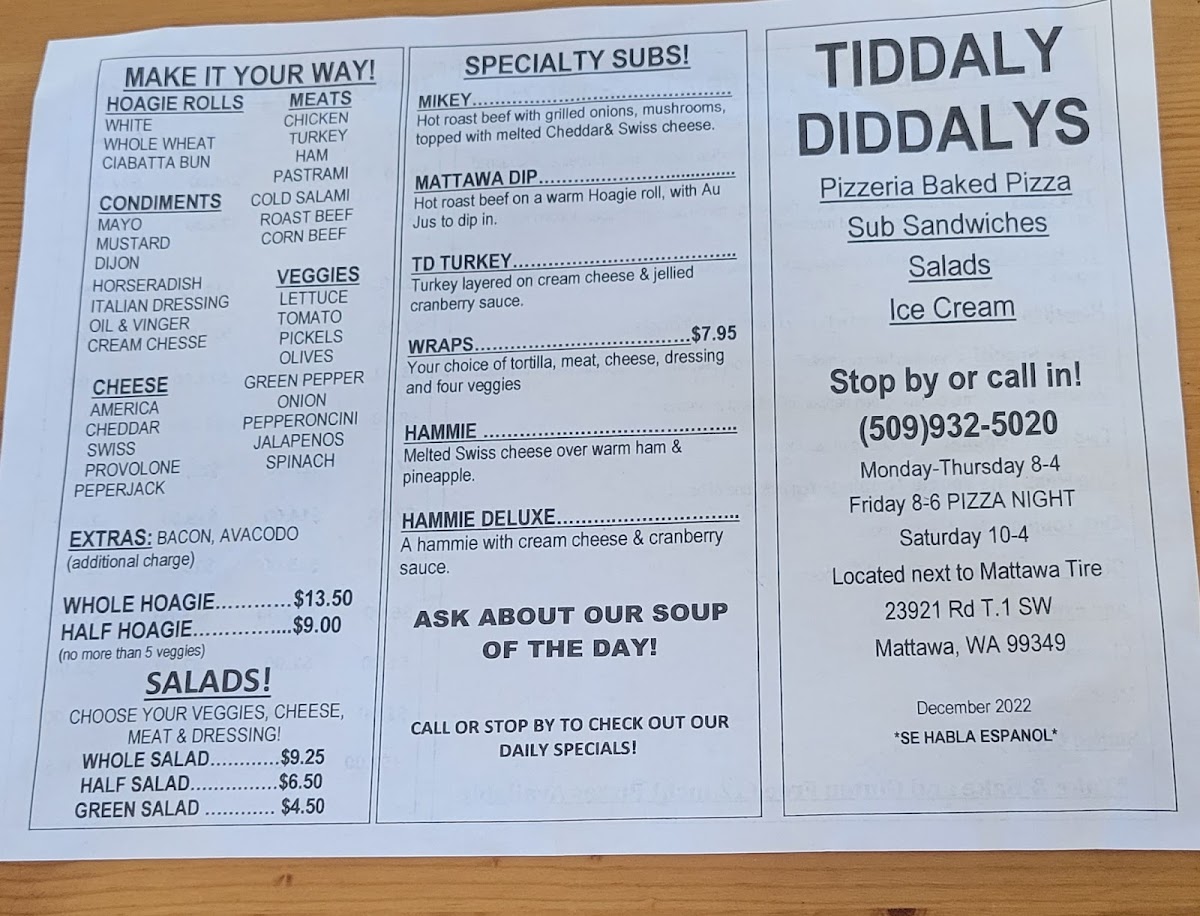 MAKE IT YOUR WAY!
HOAGIE ROLLS
WHITE
WHOLE WHEAT
CIABATTA BUN
CONDIMENTS
MAYO
MUSTARD
DIJON
HORSERADISH
ITALIAN DRESSING
OIL & VINGER
CREAM CHESSE
CHEESE
AMERICA
CHEDDAR
SWISS
PROVOLONE
PEPERJACK
MEATS
CHICKEN
TURKEY
HAM
PASTRAMI
COLD SALAMI
ROAST BEEF
CORN BEEF
VEGGIES
LETTUCE
TOMATO
PICKELS
OLIVES
GREEN PEPPER
ONION
PEPPERONCINI
JALAPENOS
SPINACH
EXTRAS: BACON, AVACODO
(additional charge)
WHOLE HOAGIE............$13.50
HALF HOAGIE................$9.00
(no more than 5 veggies)
SALADS!
CHOOSE YOUR VEGGIES, CHEESE,
MEAT & DRESSING!
WHOLE SALAD............$9.25
HALF SALAD...............$6.50
GREEN SALAD ............ $4.50
SPECIALTY SUBS!
MIKEY.............................................
Hot roast beef with grilled onions, mushrooms,
topped with melted Cheddar& Swiss cheese.
MATTAWA DIP..................................
Hot roast beef on a warm Hoagie roll, with Au
Jus to dip in.
TD TURKEY......................................
Turkey layered on cream cheese & jellied
cranberry sauce.
WRAPS....................................$7.95
Your choice of tortilla, meat, cheese, dressing
and four veggies
HAMMIE ..........................................
Melted Swiss cheese over warm ham &
pineapple.
HAMMIE DELUXE..............................
A hammie with cream cheese & cranberry
sauce.
ASK ABOUT OUR SOUP
OF THE DAY!
CALL OR STOP BY TO CHECK OUT OUR
DAILY SPECIALS!
TIDDALY
DIDDALYS
Pizzeria Baked Pizza
Sub Sandwiches
Salads
Ice Cream
Stop by or call in!
(509)932-5020
Monday-Thursday 8-4
Friday 8-6 PIZZA NIGHT
Saturday 10-4
Located next to Mattawa Tire
23921 Rd T.1 SW
Mattawa, WA 99349
December 2022
*SE HABLA ESPANOL*